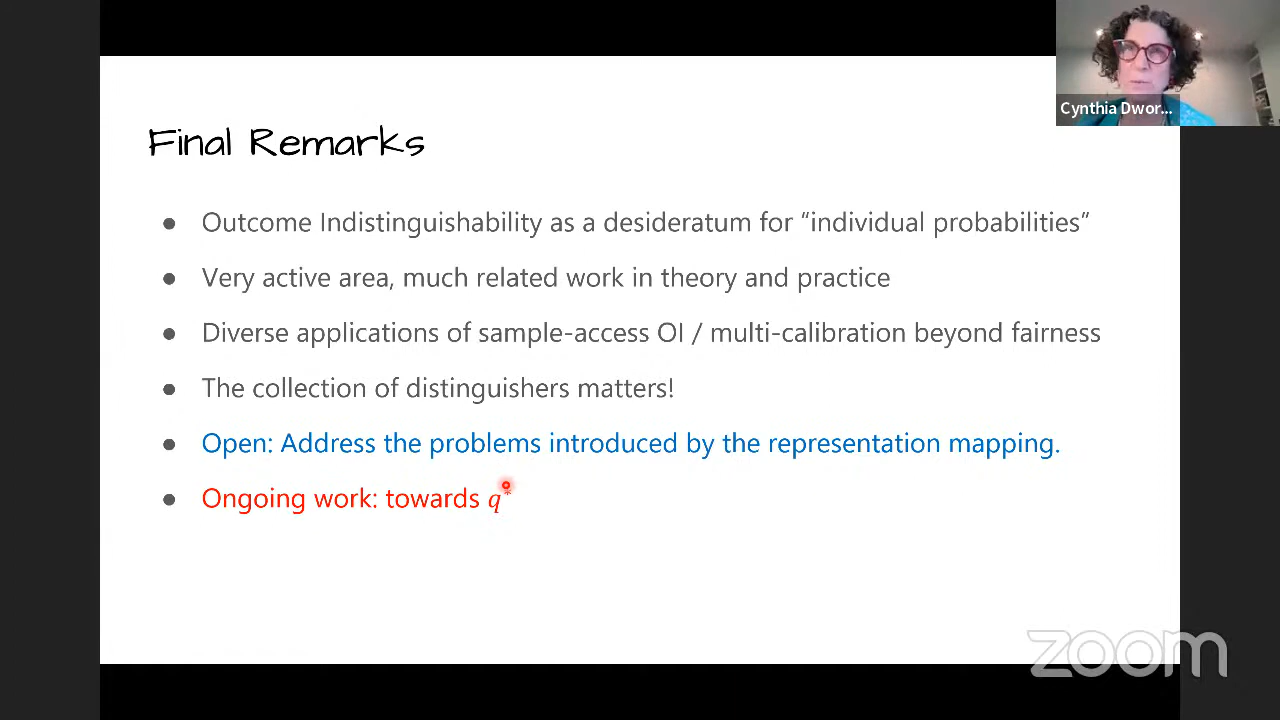 Cynthia Dwor...
Final Remarks
● Outcome Indistinguishability as a desideratum for “individual probabilities”
● Very active area, much related work in theory and practice
● Diverse applications of sample-access OI / multi-calibration beyond fairness
● The collection of distinguishers matters!
● Open: Address the problems introduced by the representation mapping.
● Ongoing work: towards q*
zoom